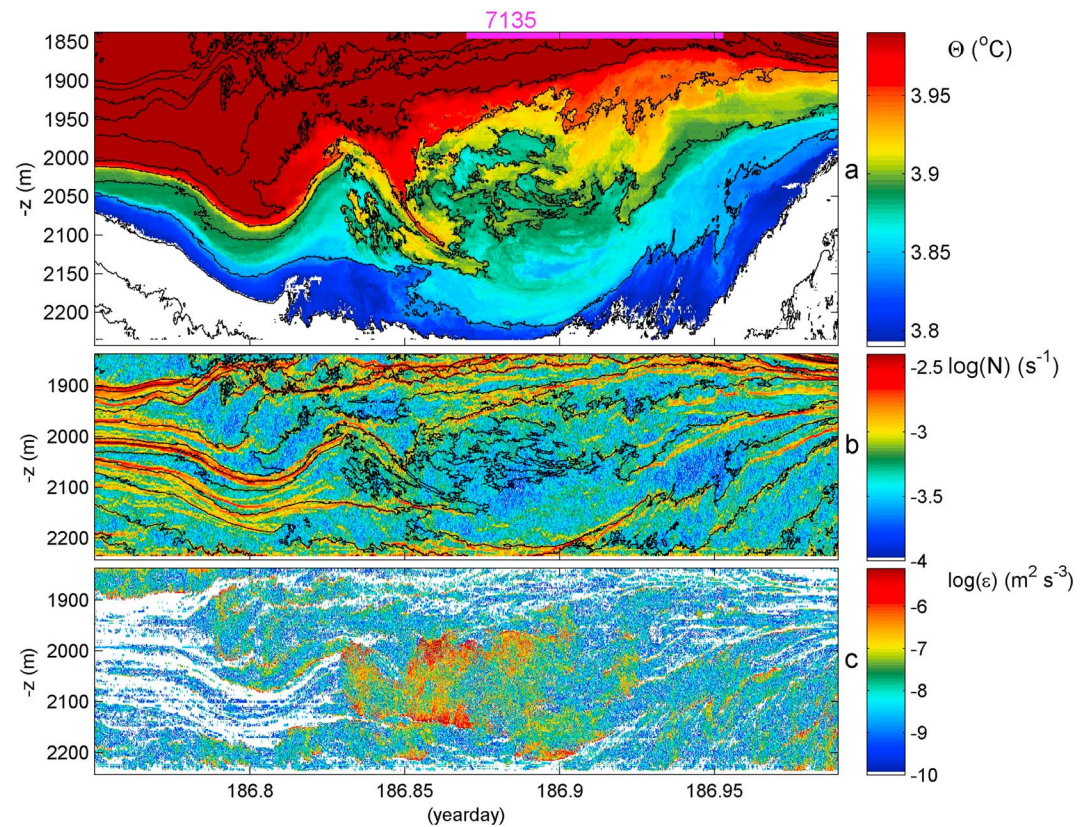 7135
1850
1900
1950
2000
2050
2100
2150
2200
-z (m)
a
Θ (°C)
3.95
3.9
3.85
3.8
1900
2000
2100
2200
-z (m)
b
log(N) (s⁻¹)
-2.5
-3
-3.5
-4
1900
2000
2100
2200
-z (m)
c
log(ε) (m² s⁻³)
-6
-7
-8
-9
-10
186.8 186.85 186.9 186.95
(yearday)